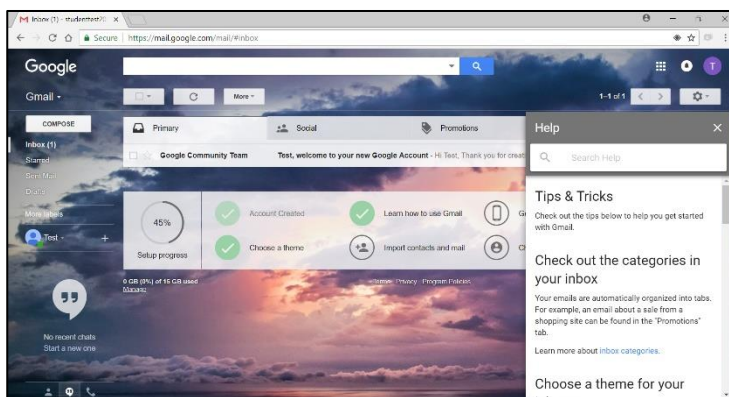 Inbox (1) - studenttest20
Secure | https://mail.google.com/mail/#inbox
Google
T
Gmail
More
1–1 of 1
COMPOSE
Primary
Social
Promotions
Help
Inbox (1)
Starred
Sent Mail
Drafts
More labels
Google Community Team
Test, welcome to your new Google Account - Hi Test, Thank you for creat
Search Help
Test
+
45%
Setup progress
Account Created
Learn how to use Gmail
Choose a theme
Import contacts and mail
0 GB (0%) of 15 GB used
Manage
Terms - Privacy - Program Policies
No recent chats
Start a new one
Tips & Tricks
Check out the tips below to help you get started
with Gmail.
Check out the categories in
your inbox
Your emails are automatically organized into tabs.
For example, an email about a sale from a
shopping site can be found in the "Promotions"
tab.
Learn more about inbox categories.
Choose a theme for your